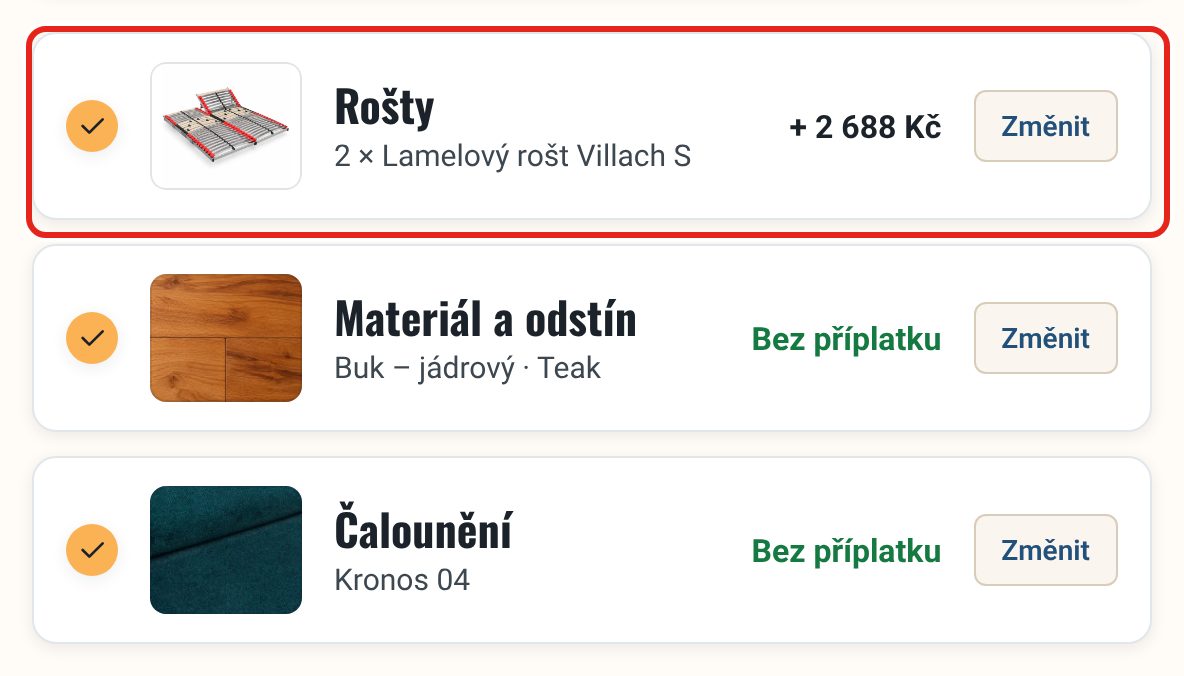 Rošty
2 × Lamelový rošt Villach S
+ 2 688 Kč
Změnit
Materiál a odstín
Buk – jádrový · Teak
Bez příplatku
Změnit
Čalounění
Kronos 04
Bez příplatku
Změnit